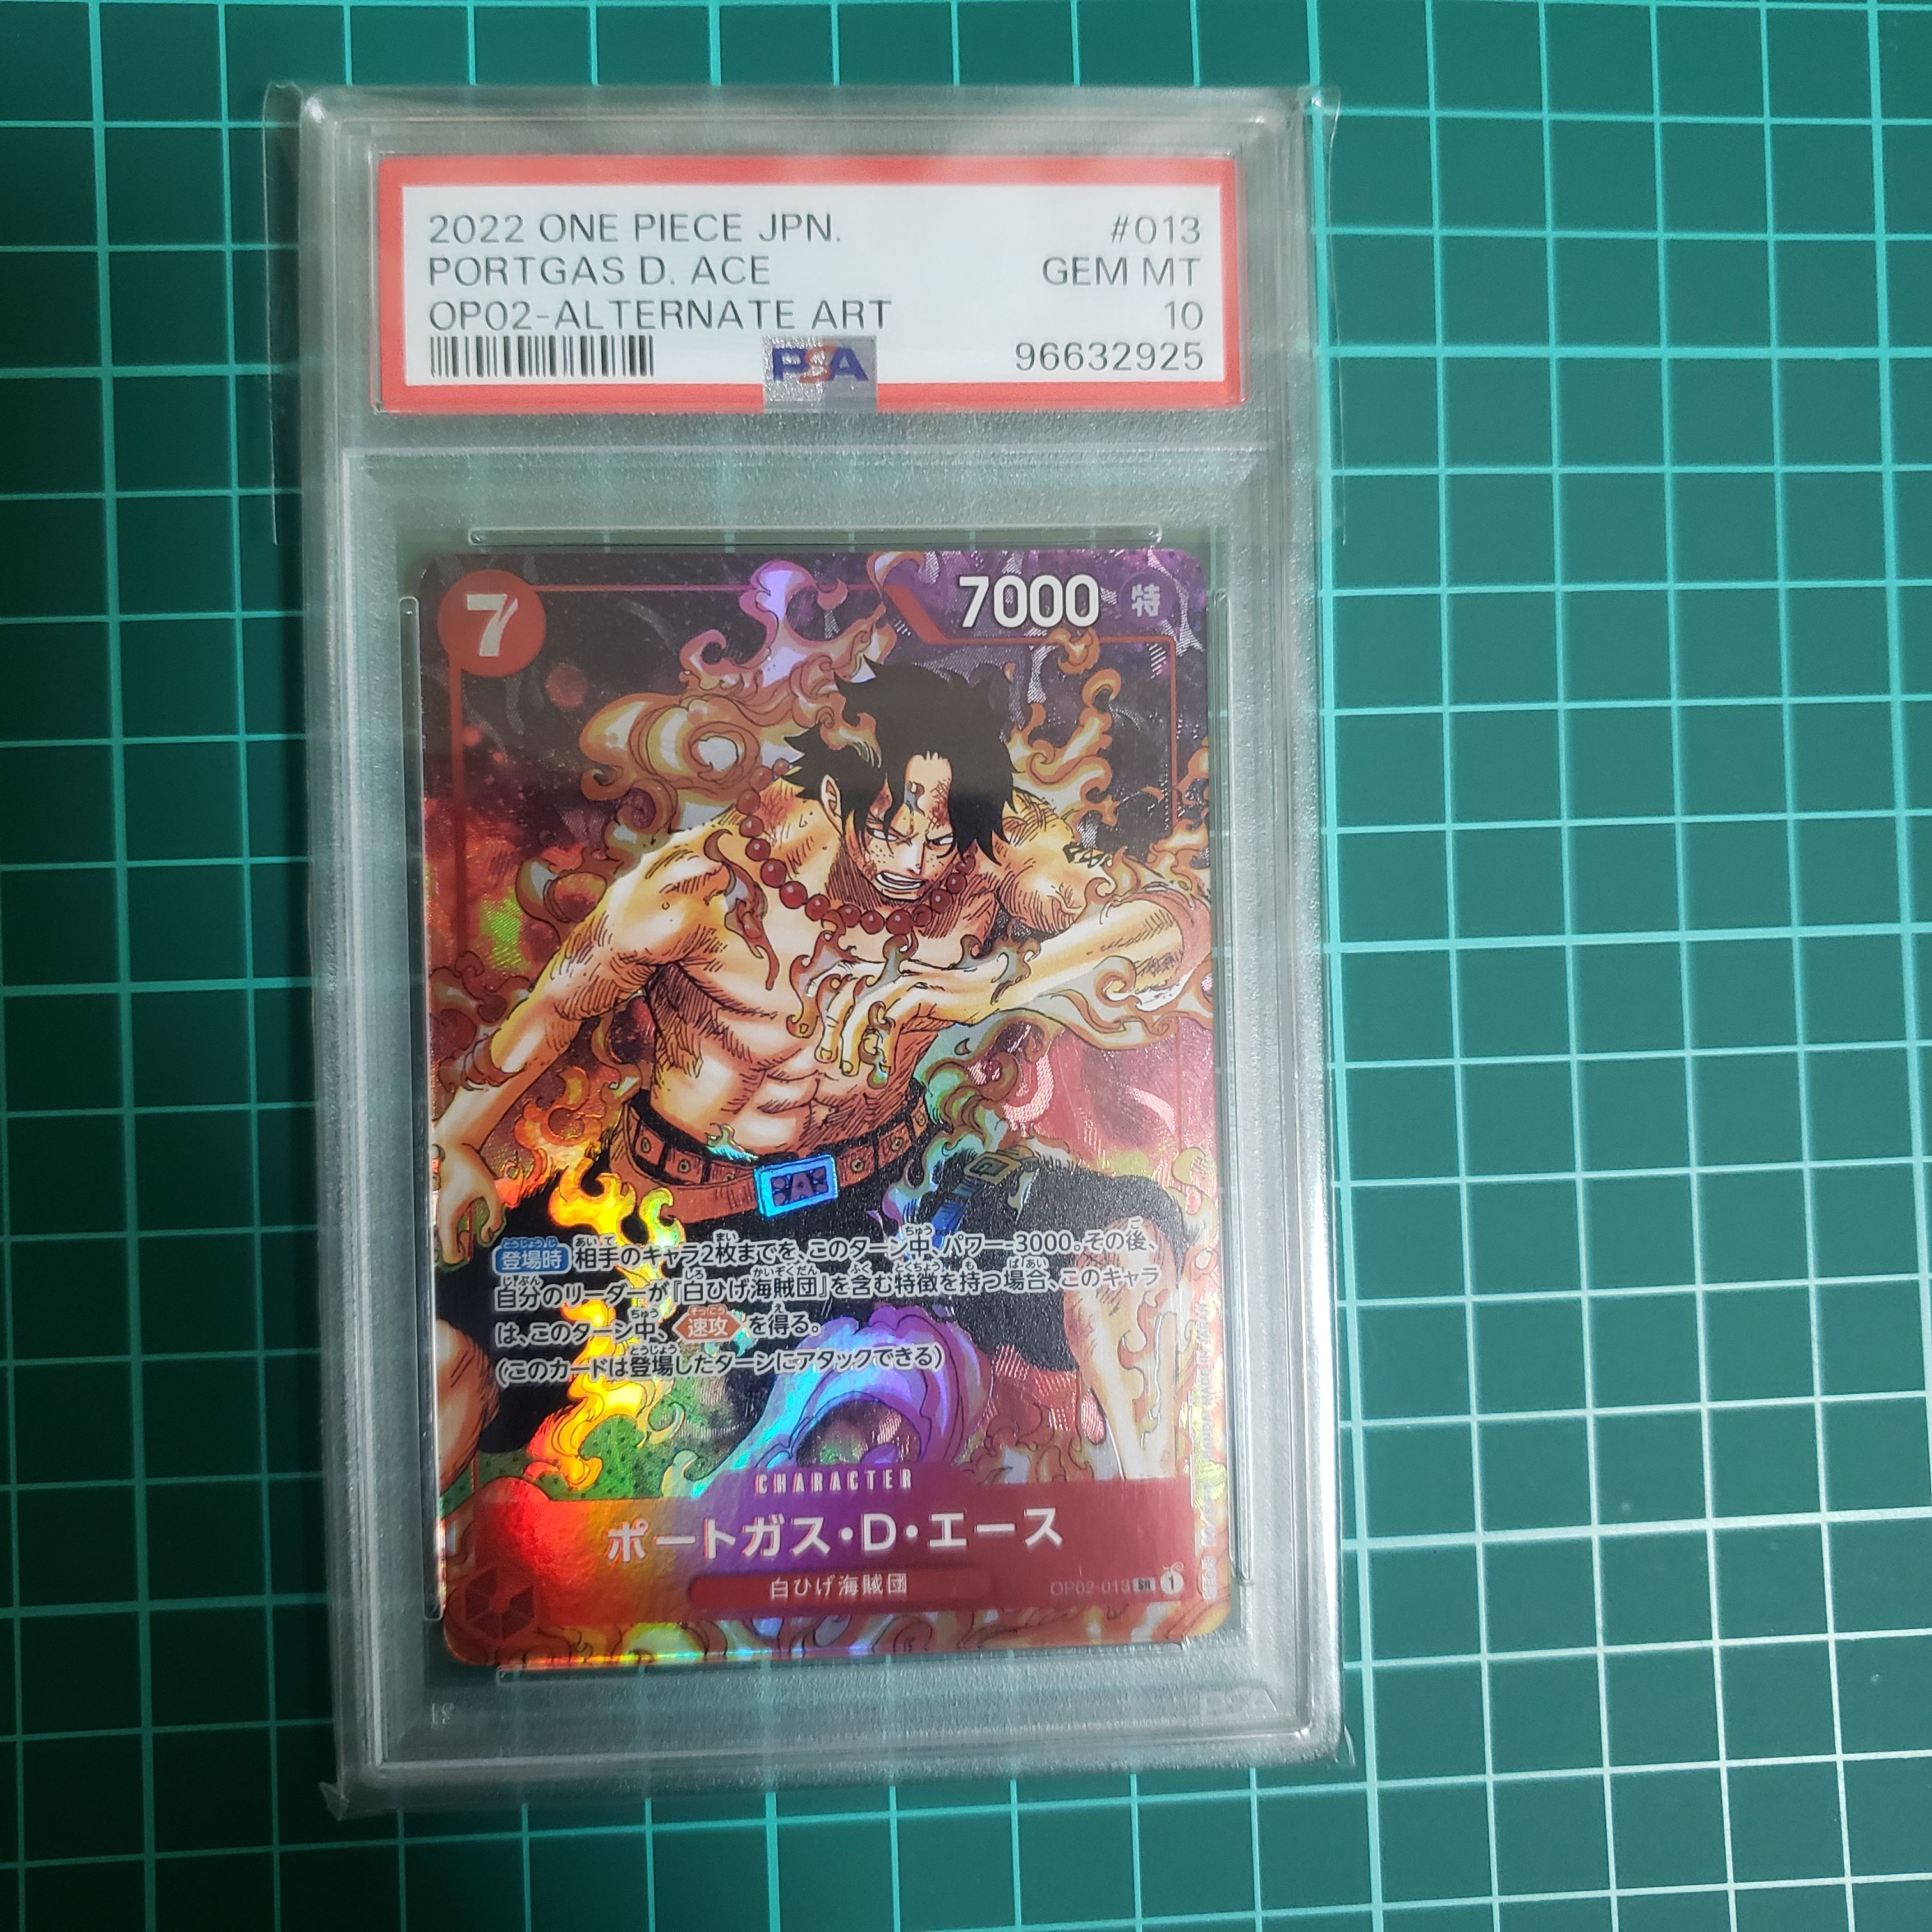 2022 ONE PIECE JPN. #013
PORTGAS D. ACE GEM MT
OP02-ALTERNATE ART 10
PSA 96632925
7 7000 特
A
登場時 相手のキャラ2枚までを、このターン中、パワー-3000。その後、
自分のリーダーが『白ひげ海賊団』を含む特徴を持つ場合、このキャラ
は、このターン中、速攻を得る。
(このカードは登場したターンにアタックできる)
CHARACTER
ポートガス・D・エース
白ひげ海賊団
OP02-013 SR 1
PSA